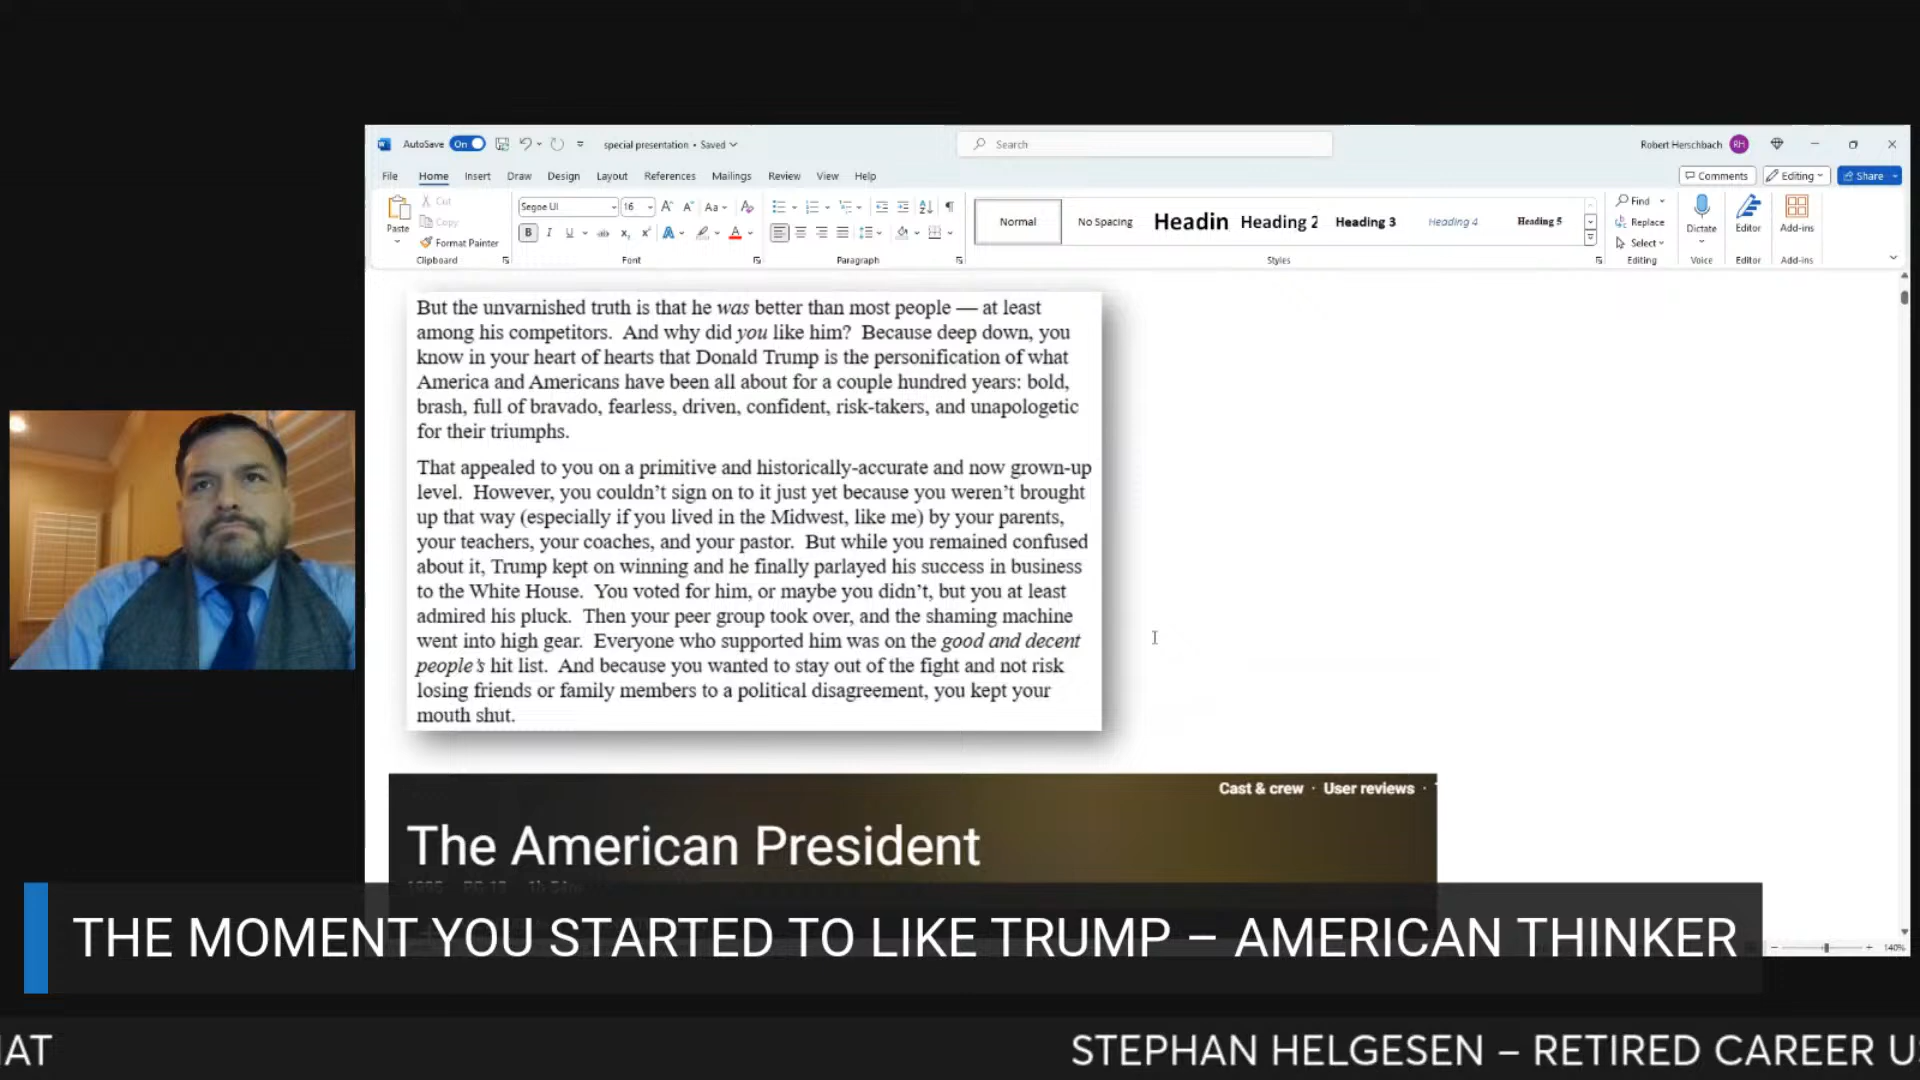 AutoSave On special presentation • Saved Search Robert Herschbach RH
File Home Insert Draw Design Layout References Mailings Review View Help Comments Editing Share
Paste Cut Copy Format Painter Clipboard
Segoe UI 16 Font
Paragraph
Normal No Spacing Headin Heading 2 Heading 3 Heading 4 Heading 5 Styles
Find Replace Select Editing
Dictate Voice Editor Editor Add-ins Add-ins
But the unvarnished truth is that he was better than most people — at least
among his competitors. And why did you like him? Because deep down, you
know in your heart of hearts that Donald Trump is the personification of what
America and Americans have been all about for a couple hundred years: bold,
brash, full of bravado, fearless, driven, confident, risk-takers, and unapologetic
for their triumphs.
That appealed to you on a primitive and historically-accurate and now grown-up
level. However, you couldn’t sign on to it just yet because you weren’t brought
up that way (especially if you lived in the Midwest, like me) by your parents,
your teachers, your coaches, and your pastor. But while you remained confused
about it, Trump kept on winning and he finally parlayed his success in business
to the White House. You voted for him, or maybe you didn’t, but you at least
admired his pluck. Then your peer group took over, and the shaming machine
went into high gear. Everyone who supported him was on the good and decent
people’s hit list. And because you wanted to stay out of the fight and not risk
losing friends or family members to a political disagreement, you kept your
mouth shut.
Cast & crew · User reviews ·
The American President
THE MOMENT YOU STARTED TO LIKE TRUMP – AMERICAN THINKER
140%
STEPHAN HELGESEN – RETIRED CAREER